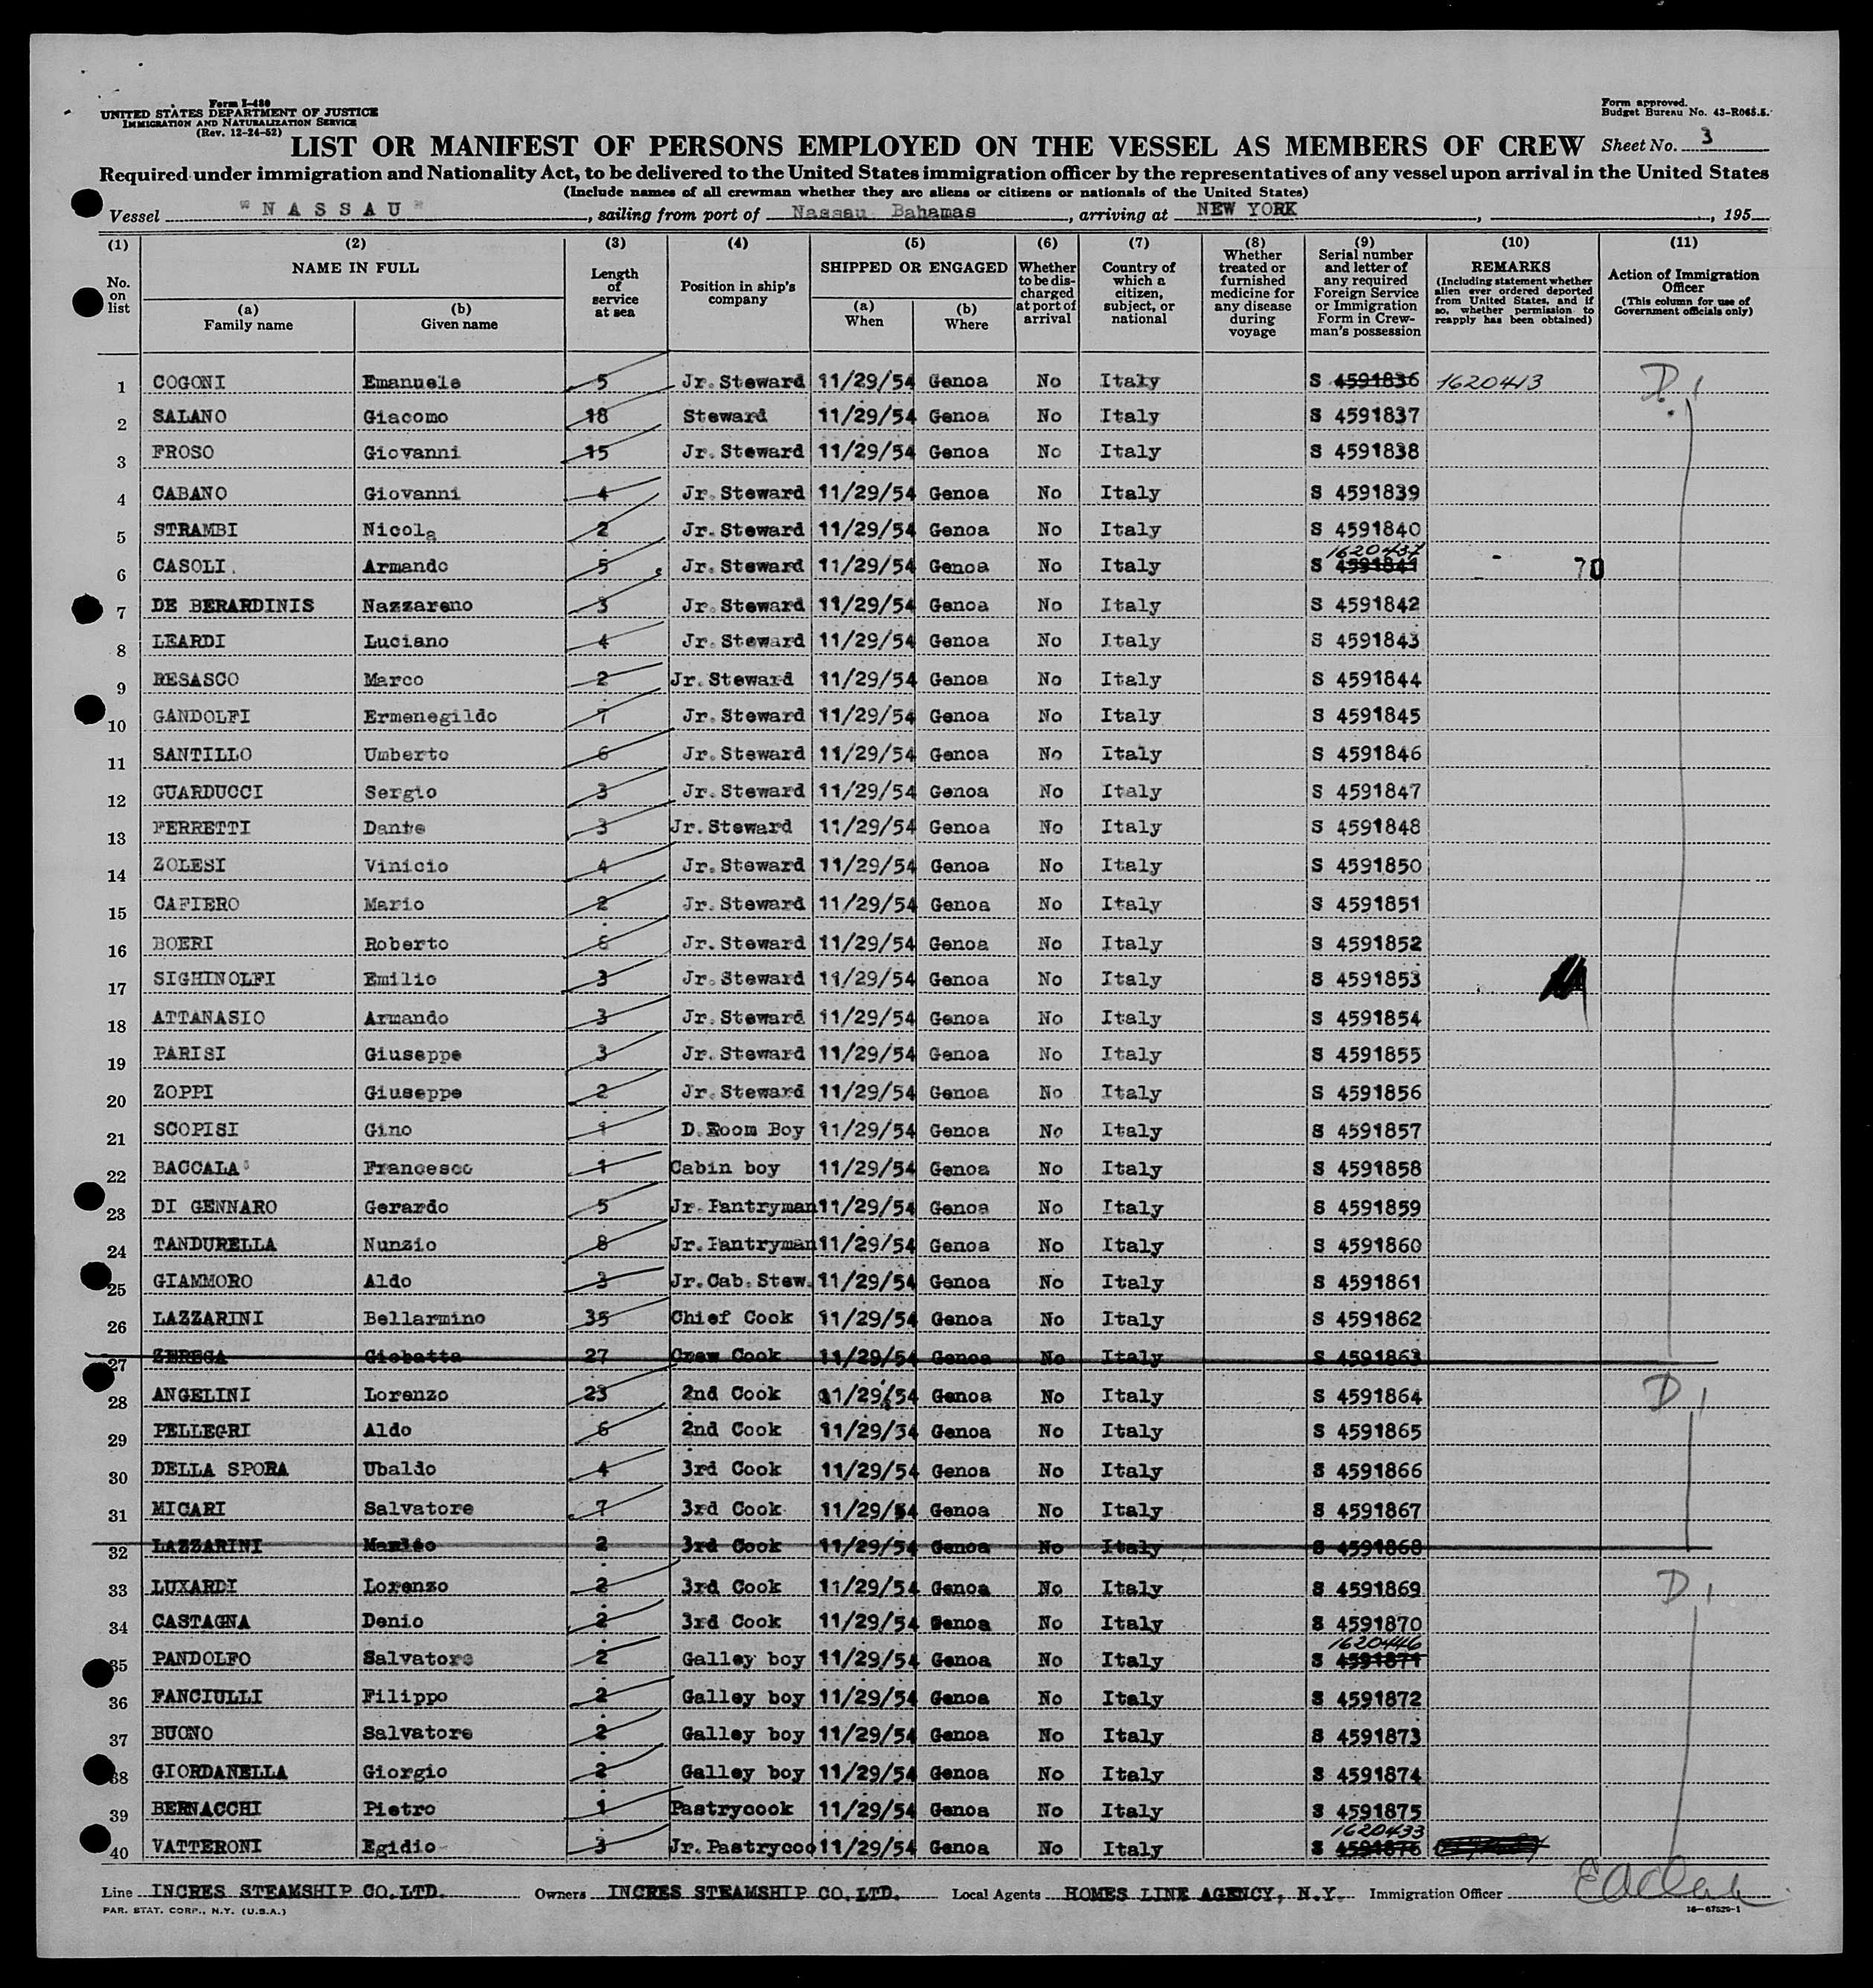 Form I-480
UNITED STATES DEPARTMENT OF JUSTICE
IMMIGRATION AND NATURALIZATION SERVICE
(Rev. 12-24-52)
Form approved.
Budget Bureau No. 43-R065.5.
LIST OR MANIFEST OF PERSONS EMPLOYED ON THE VESSEL AS MEMBERS OF CREW Sheet No. 3
Required under immigration and Nationality Act, to be delivered to the United States immigration officer by the representatives of any vessel upon arrival in the United States
(Include names of all crewman whether they are aliens or citizens or nationals of the United States)
Vessel "NASSAU", sailing from port of Nassau Bahamas, arriving at NEW YORK, , 195
(1) No. on list
(2) NAME IN FULL (a) Family name (b) Given name
(3) Length of service at sea
(4) Position in ship's company
(5) SHIPPED OR ENGAGED (a) When (b) Where
(6) Whether to be discharged at port of arrival
(7) Country of which a citizen, subject, or national
(8) Whether treated or furnished medicine for any disease during voyage
(9) Serial number and letter of any required Foreign Service or Immigration Form in Crewman's possession
(10) REMARKS (Including statement whether alien ever ordered deported from United States, and if so, whether permission to reapply has been obtained)
(11) Action of Immigration Officer (This column for use of Government officials only)
1 COGONI Emanuele 5 Jr. Steward 11/29/54 Genoa No Italy S 4591836 1620413 D.1
2 SALANO Giacomo 18 Steward 11/29/54 Genoa No Italy S 4591837
3 FROSO Giovanni 15 Jr. Steward 11/29/54 Genoa No Italy S 4591838
4 CABANO Giovanni 4 Jr. Steward 11/29/54 Genoa No Italy S 4591839
5 STRAMBI Nicola 2 Jr. Steward 11/29/54 Genoa No Italy S 4591840
6 CASOLI. Armando 5 Jr. Steward 11/29/54 Genoa No Italy S 4591841 1620437 70
7 DE BERARDINIS Nazzareno 3 Jr. Steward 11/29/54 Genoa No Italy S 4591842
8 LEARDI Luciano 4 Jr. Steward 11/29/54 Genoa No Italy S 4591843
9 RESASCO Marco 2 Jr. Steward 11/29/54 Genoa No Italy S 4591844
10 GANDOLFI Ermenegildo 7 Jr. Steward 11/29/54 Genoa No Italy S 4591845
11 SANTILLO Umberto 6 Jr. Steward 11/29/54 Genoa No Italy S 4591846
12 GUARDUCCI Sergio 3 Jr. Steward 11/29/54 Genoa No Italy S 4591847
13 FERRETTI Dante 3 Jr. Steward 11/29/54 Genoa No Italy S 4591848
14 ZOLESI Vinicio 4 Jr. Steward 11/29/54 Genoa No Italy S 4591850
15 CAFIERO Mario 2 Jr. Steward 11/29/54 Genoa No Italy S 4591851
16 BOERI Roberto 6 Jr. Steward 11/29/54 Genoa No Italy S 4591852
17 SIGHINOLFI Emilio 3 Jr. Steward 11/29/54 Genoa No Italy S 4591853
18 ATTANASIO Armando 3 Jr. Steward 11/29/54 Genoa No Italy S 4591854
19 PARISI Giuseppe 3 Jr. Steward 11/29/54 Genoa No Italy S 4591855
20 ZOPPI Giuseppe 2 Jr. Steward 11/29/54 Genoa No Italy S 4591856
21 SCOPISI Gino 1 D. Room Boy 11/29/54 Genoa No Italy S 4591857
22 BACCALA' Francesco 1 Cabin boy 11/29/54 Genoa No Italy S 4591858
23 DI GENNARO Gerardo 5 Jr. Pantryman 11/29/54 Genoa No Italy S 4591859
24 TANDURELLA Nunzio 8 Jr. Pantryman 11/29/54 Genoa No Italy S 4591860
25 GIAMMORO Aldo 3 Jr. Cab. Stew. 11/29/54 Genoa No Italy S 4591861
26 LAZZARINI Bellarmino 35 Chief Cook 11/29/54 Genoa No Italy S 4591862
27 ZEREGA Giobatta 27 Crew Cook 11/29/54 Genoa No Italy S 4591863
28 ANGELINI Lorenzo 23 2nd Cook 11/29/54 Genoa No Italy S 4591864 D 1
29 PELLEGRI Aldo 6 2nd Cook 11/29/54 Genoa No Italy S 4591865
30 DELLA SPORA Ubaldo 4 3rd Cook 11/29/54 Genoa No Italy S 4591866
31 MICARI Salvatore 7 3rd Cook 11/29/54 Genoa No Italy S 4591867
32 LAZZARINI 2 3rd Cook 11/29/54 Genoa No Italy S 4591868
33 LUXARDI Lorenzo 2 3rd Cook 11/29/54 Genoa No Italy S 4591869 D 1
34 CASTAGNA Denio 2 3rd Cook 11/29/54 Genoa No Italy S 4591870
35 PANDOLFO Salvatore 2 Galley boy 11/29/54 Genoa No Italy S 4591871 1620446
36 FANCIULLI Filippo 2 Galley boy 11/29/54 Genoa No Italy S 4591872
37 BUONO Salvatore 2 Galley boy 11/29/54 Genoa No Italy S 4591873
38 GIORDANELLA Giorgio 2 Galley boy 11/29/54 Genoa No Italy S 4591874
39 BERNACCHI Pietro 1 Pastrycook 11/29/54 Genoa No Italy S 4591875
40 VATTERONI Egidio 3 Jr. Pastrycoo 11/29/54 Genoa No Italy S 4591876 1620433
Line INCRES STEAMSHIP CO.LTD. Owners INCRES STEAMSHIP CO.LTD. Local Agents HOMES LINE AGENCY, N.Y. Immigration Officer
PAR. STAT. CORP., N.Y. (U.S.A.)
16-67529-1